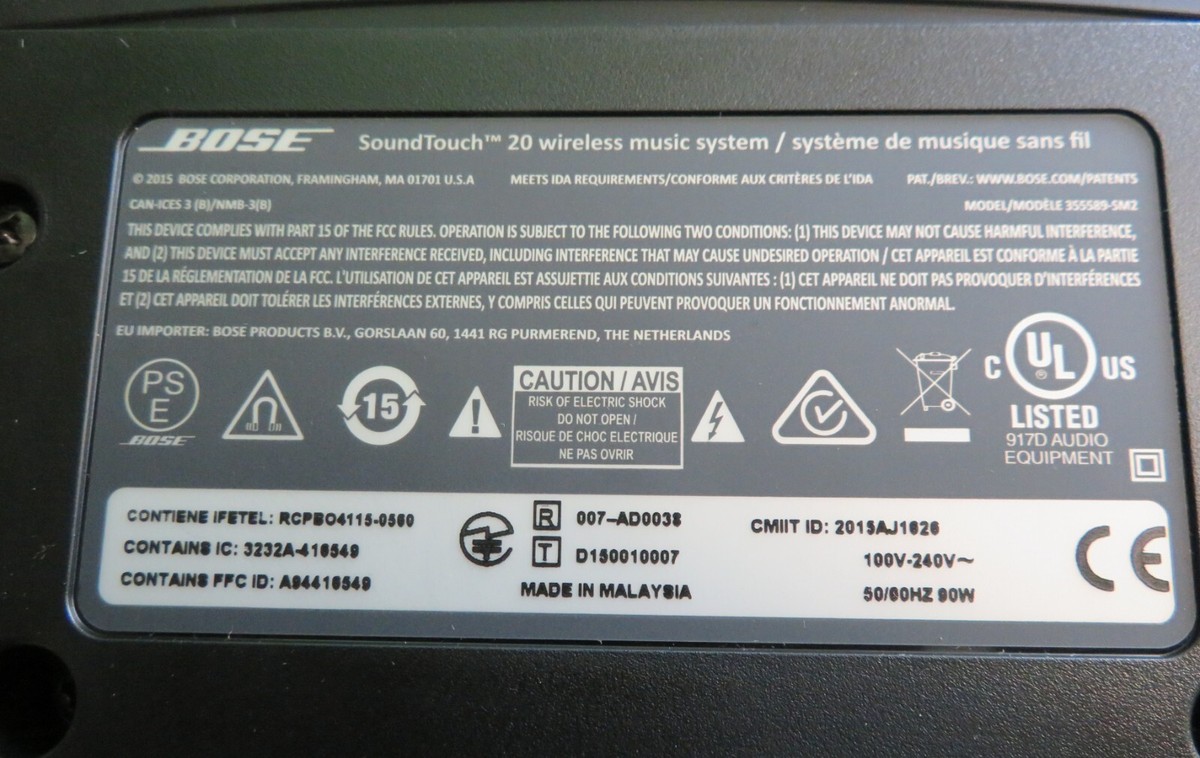 BOSE SoundTouch™ 20 wireless music system / système de musique sans fil
© 2015 BOSE CORPORATION, FRAMINGHAM, MA 01701 U.S.A MEETS IDA REQUIREMENTS/CONFORME AUX CRITÈRES DE L'IDA PAT./BREV.: WWW.BOSE.COM/PATENTS
CAN-ICES 3 (B)/NMB-3(B) MODEL/MODÈLE 355589-SM2
THIS DEVICE COMPLIES WITH PART 15 OF THE FCC RULES. OPERATION IS SUBJECT TO THE FOLLOWING TWO CONDITIONS: (1) THIS DEVICE MAY NOT CAUSE HARMFUL INTERFERENCE,
AND (2) THIS DEVICE MUST ACCEPT ANY INTERFERENCE RECEIVED, INCLUDING INTERFERENCE THAT MAY CAUSE UNDESIRED OPERATION / CET APPAREIL EST CONFORME À LA PARTIE
15 DE LA RÉGLEMENTATION DE LA FCC. L'UTILISATION DE CET APPAREIL EST ASSUJETTIE AUX CONDITIONS SUIVANTES : (1) CET APPAREIL NE DOIT PAS PROVOQUER D'INTERFÉRENCES
ET (2) CET APPAREIL DOIT TOLÉRER LES INTERFÉRENCES EXTERNES, Y COMPRIS CELLES QUI PEUVENT PROVOQUER UN FONCTIONNEMENT ANORMAL.
EU IMPORTER: BOSE PRODUCTS B.V., GORSLAAN 60, 1441 RG PURMEREND, THE NETHERLANDS
PS
E
BOSE
15
CAUTION / AVIS
RISK OF ELECTRIC SHOCK
DO NOT OPEN /
RISQUE DE CHOC ELECTRIQUE
NE PAS OVRIR
C UL ® US
LISTED
917D AUDIO
EQUIPMENT
CONTIENE IFETEL: RCPBO4115-0560
CONTAINS IC: 3232A-416549
CONTAINS FFC ID: A94416549
R 007-AD0038
T D150010007
MADE IN MALAYSIA
CMIIT ID: 2015AJ1626
100V-240V~
50/60HZ 90W
CE